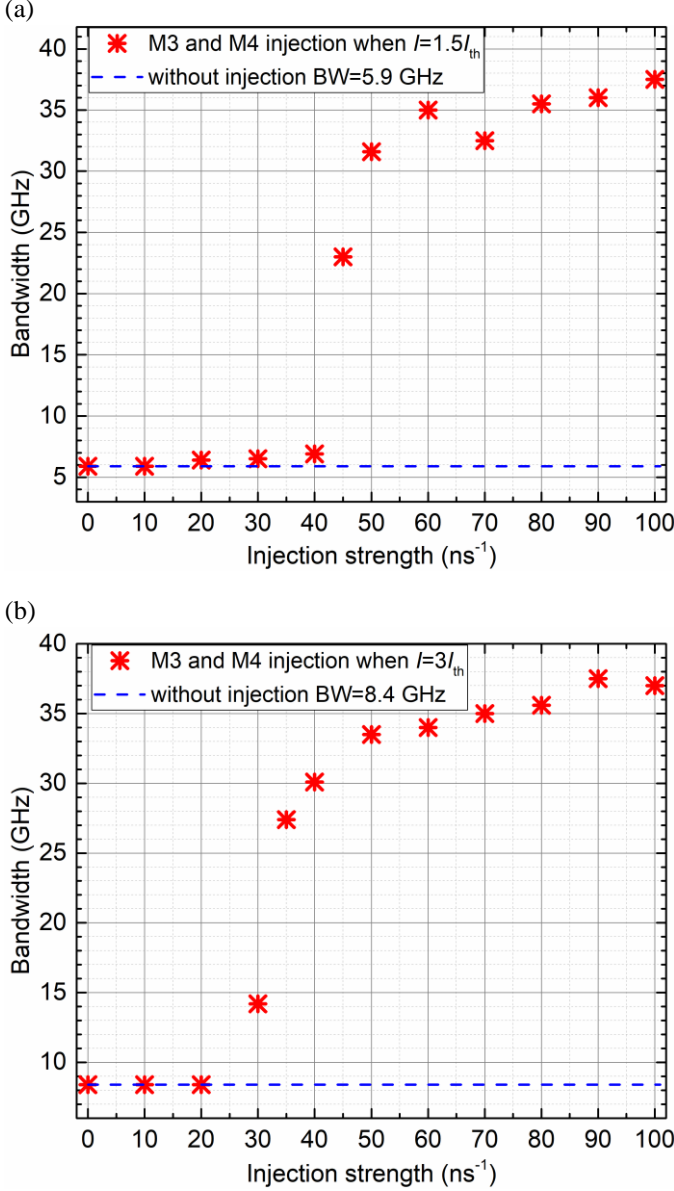 (a)
M3 and M4 injection when I=1.5Ith
without injection BW=5.9 GHz
40
35
30
25
20
15
10
5
Bandwidth (GHz)
0 10 20 30 40 50 60 70 80 90 100
Injection strength (ns-1)
(b)
M3 and M4 injection when I=3Ith
without injection BW=8.4 GHz
40
35
30
25
20
15
10
Bandwidth (GHz)
0 10 20 30 40 50 60 70 80 90 100
Injection strength (ns-1)